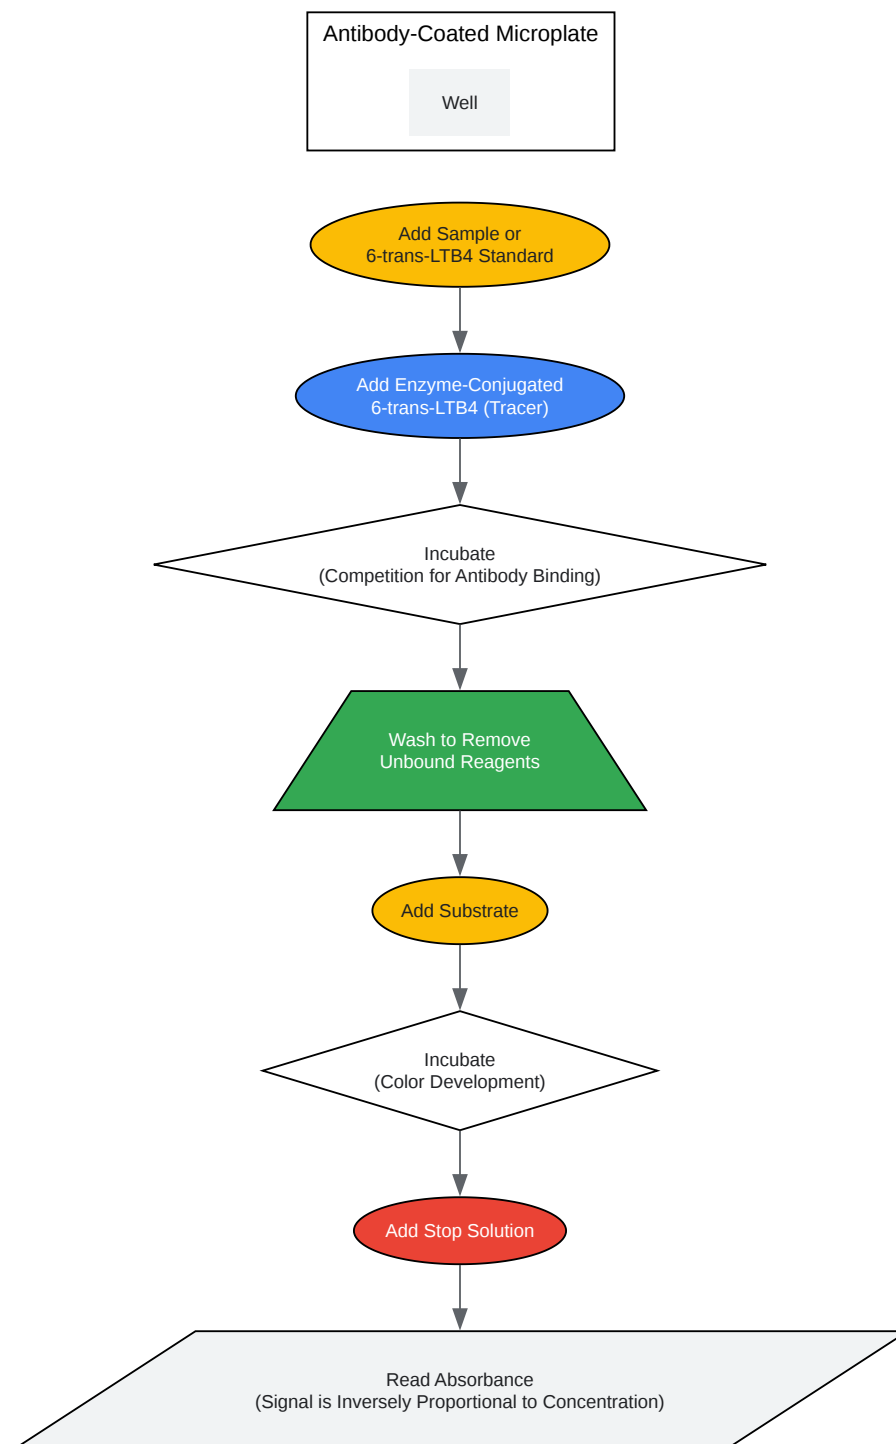 Antibody-Coated Microplate
Well
Add Sample or
6-trans-LTB4 Standard
Add Enzyme-Conjugated
6-trans-LTB4 (Tracer)
Incubate
(Competition for Antibody Binding)
Wash to Remove
Unbound Reagents
Add Substrate
Incubate
(Color Development)
Add Stop Solution
Read Absorbance
(Signal is Inversely Proportional to Concentration)